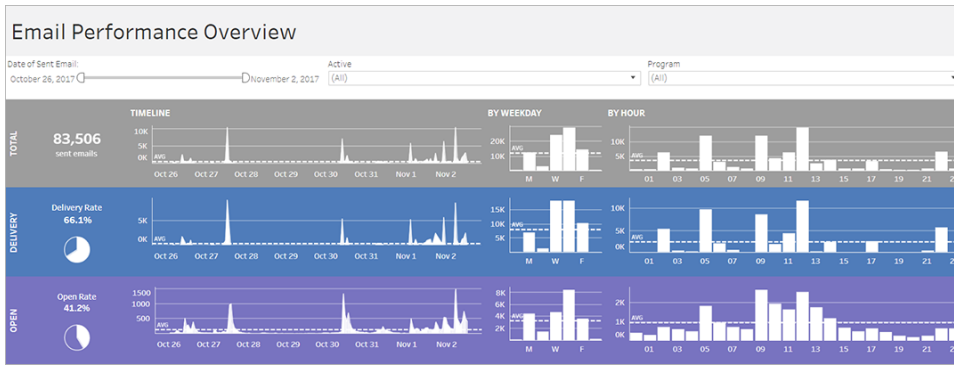 Email Performance Overview
Date of Sent Email:
October 26, 2017
November 2, 2017
Active
(All)
Program
(All)
TIMELINE
BY WEEKDAY
BY HOUR
TOTAL
83,506
sent emails
10K
5K
0K
AVG
Oct 26 Oct 27 Oct 28 Oct 29 Oct 30 Oct 31 Nov 1 Nov 2
20K
10K
AVG
M W F
10K
5K
AVG
01 03 05 07 09 11 13 15 17 19 21 2
DELIVERY
Delivery Rate
66.1%
5K
0K
AVG
Oct 26 Oct 27 Oct 28 Oct 29 Oct 30 Oct 31 Nov 1 Nov 2
15K
10K
5K
AVG
M W F
10K
5K
0K
AVG
01 03 05 07 09 11 13 15 17 19 21 2
OPEN
Open Rate
41.2%
1500
1000
500
AVG
Oct 26 Oct 27 Oct 28 Oct 29 Oct 30 Oct 31 Nov 1 Nov 2
8K
6K
4K
2K
AVG
M W F
2K
1K
0K
AVG
01 03 05 07 09 11 13 15 17 19 21 2